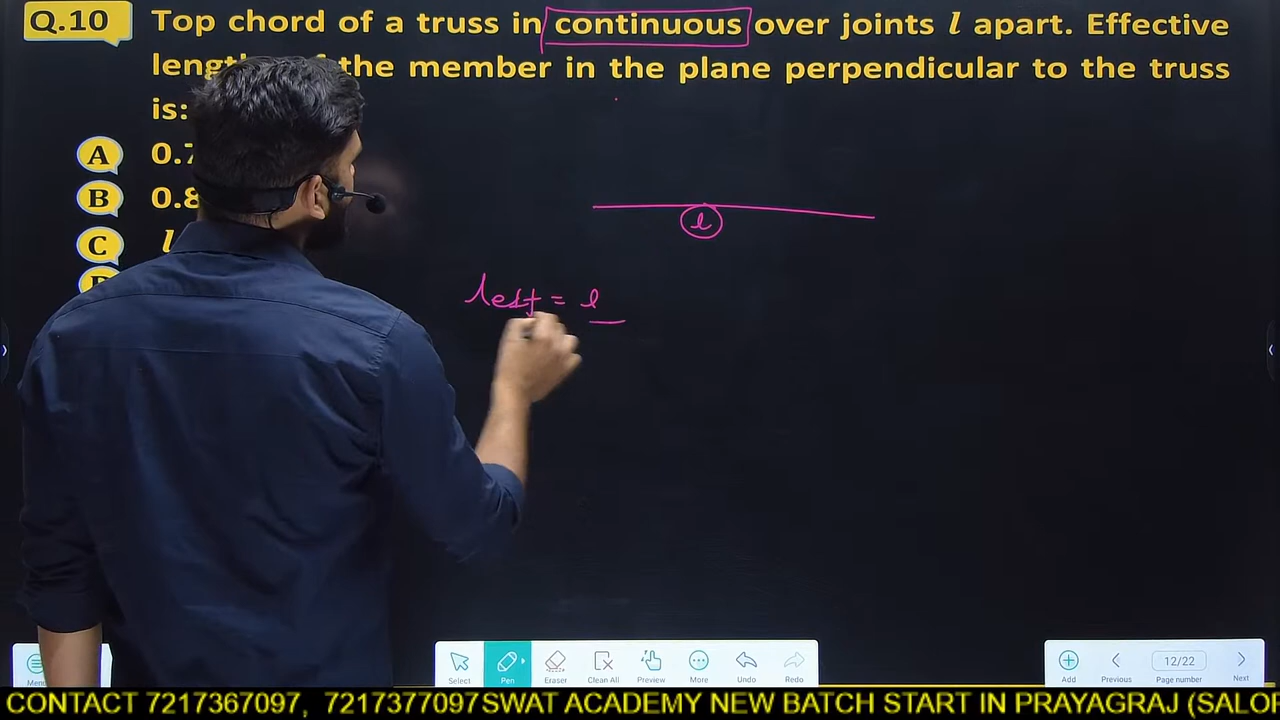 Q.10 Top chord of a truss in continuous over joints l apart. Effective
the member in the plane perpendicular to the truss
is:
A 0.7
B 0.8
C l
l
leff = l
Select
Pen
Eraser
Clean All
Preview
More
Undo
Redo
Add
Previous
12/22
Page number
Next
CONTACT 7217367097, 7217377097SWAT ACADEMY NEW BATCH START IN PRAYAGRAJ (SALOR